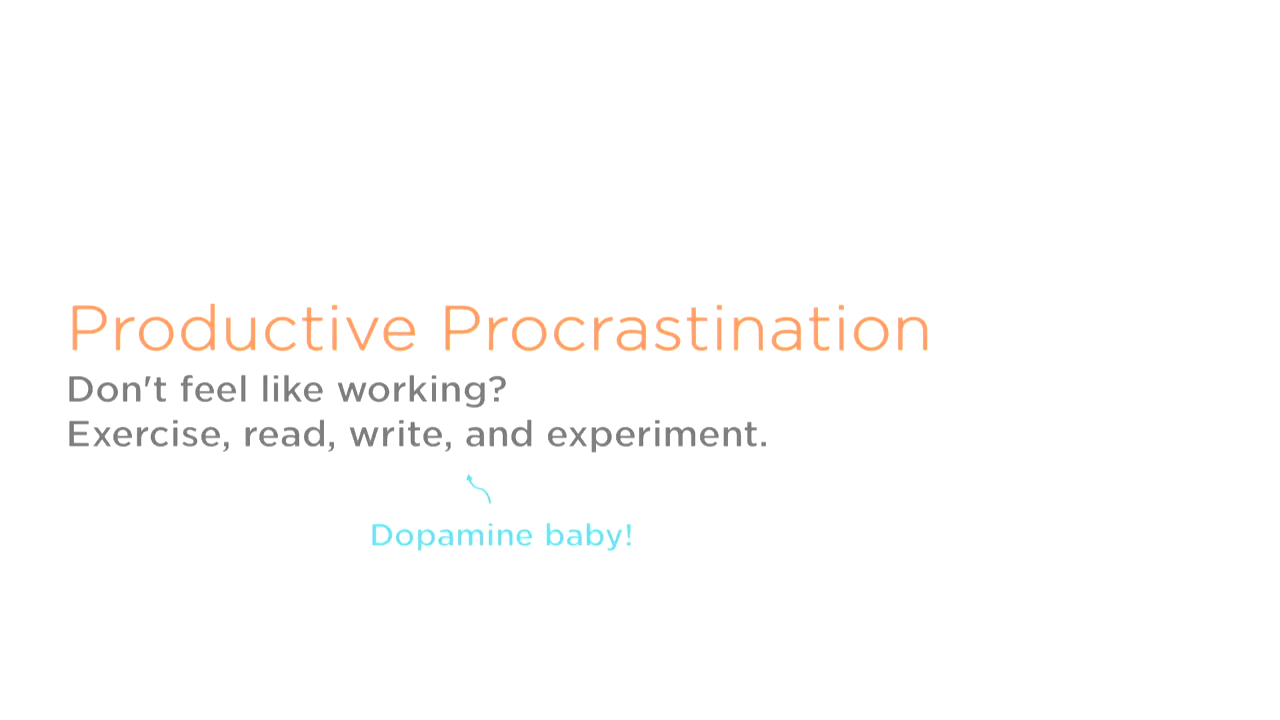 Productive Procrastination
Don't feel like working?
Exercise, read, write, and experiment.
Dopamine baby!